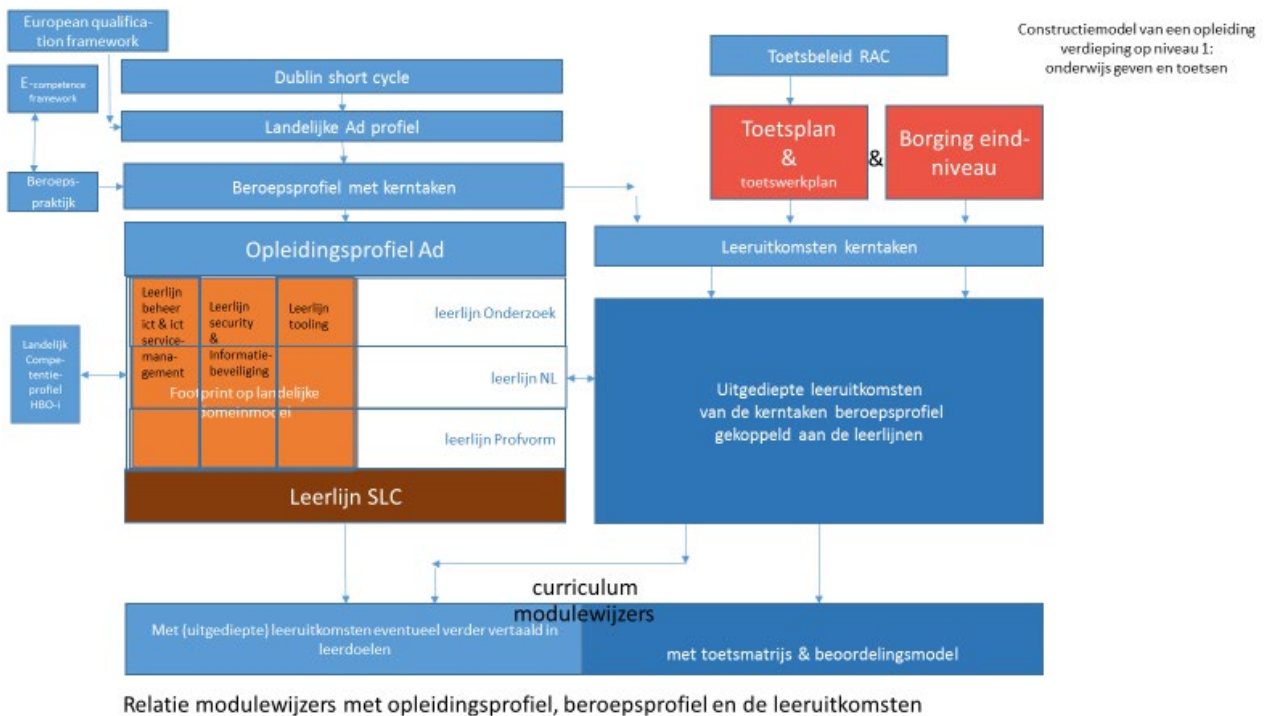 European qualifica-
tion framework
Constructiemodel van een opleiding
verdieping op niveau 1:
onderwijs geven en toetsen
Toetsbeleid RAC
E-competence
framework
Dublin short cycle
Landelijke Ad profiel
Toetsplan
&
toetswerkplan
&
Borging eind-
niveau
Beroeps-
praktijk
Beroepsprofiel met kerntaken
Opleidingsprofiel Ad
Leeruitkomsten kerntaken
Leerlijn
beheer
ict & ict
service-
mana-
gement
Leerlijn
security
&
Informatie-
beveiliging
Leerlijn
tooling
leerlijn Onderzoek
Landelijk
Compe-
tentie-
profiel
HBO-i
leerlijn NL
Footprint op landelijke
domeinmodel
leerlijn Profvorm
Uitgediepte leeruitkomsten
van de kerntaken beroepsprofiel
gekoppeld aan de leerlijnen
Leerlijn SLC
curriculum
modulewijzers
Met (uitgediepte) leeruitkomsten eventueel verder vertaald in
leerdoelen
met toetsmatrijs & beoordelingsmodel
Relatie modulewijzers met opleidingsprofiel, beroepsprofiel en de leeruitkomsten